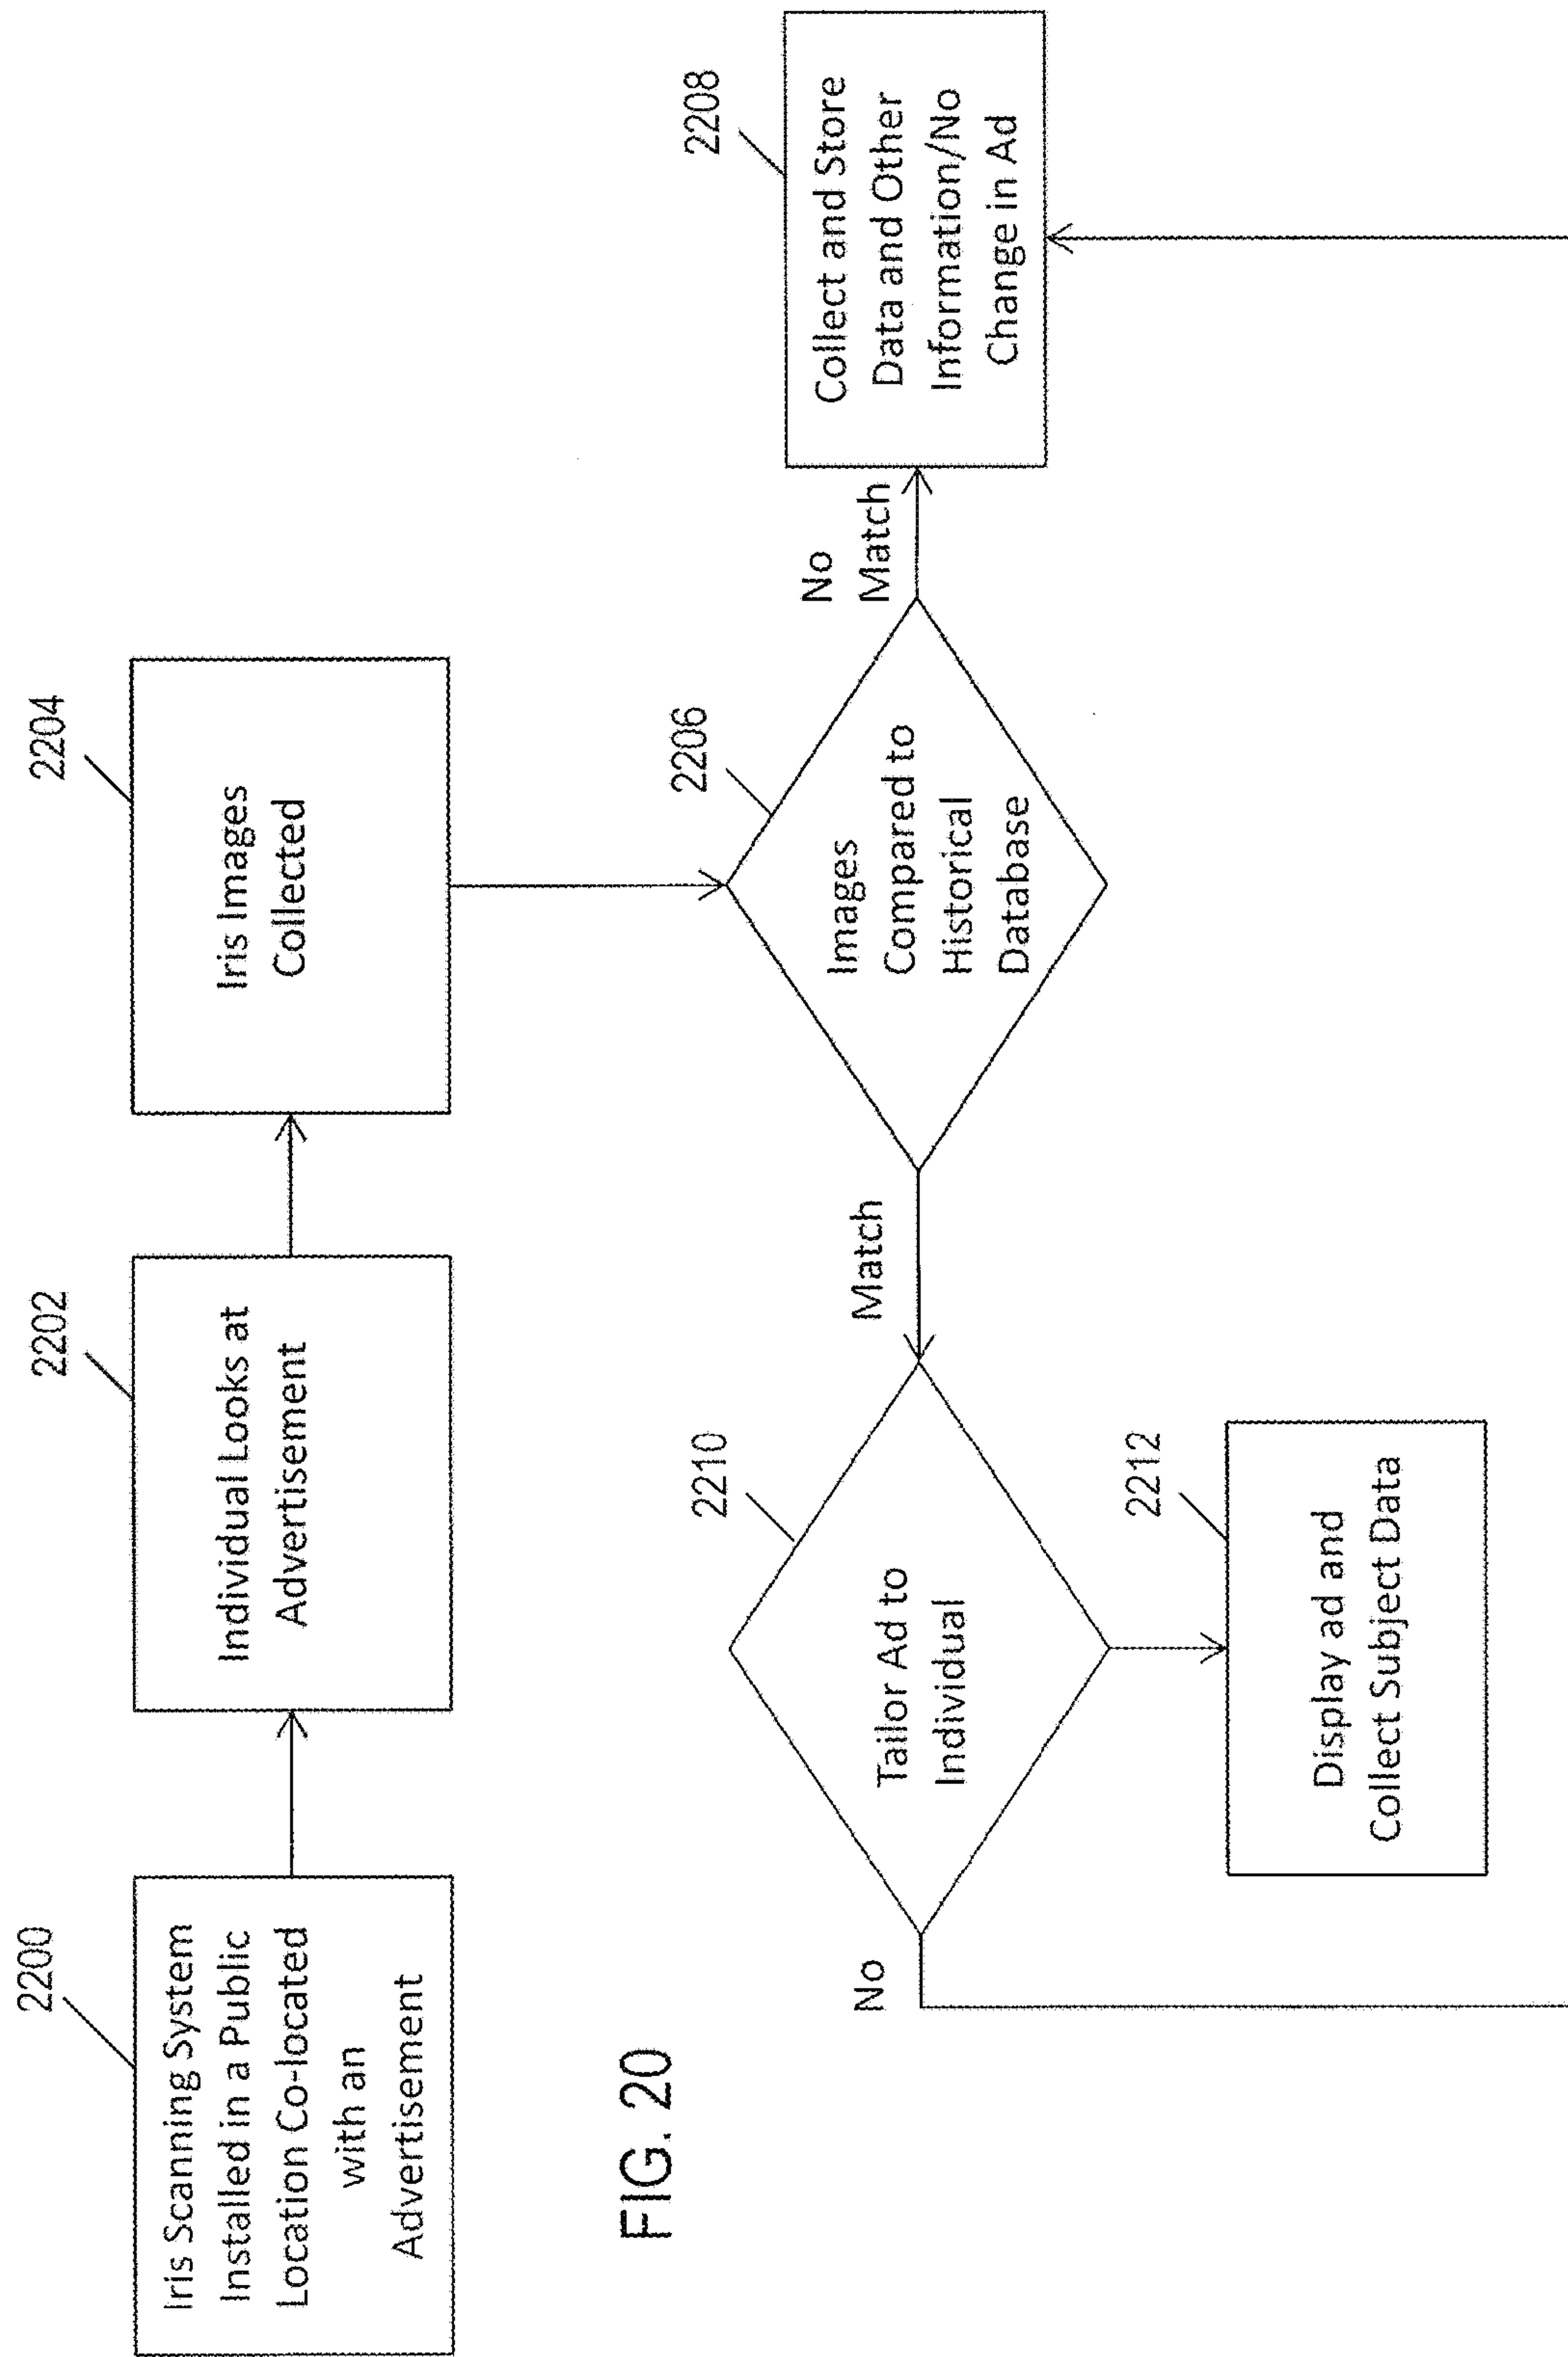 2200
Iris Scanning System
Installed in a Public
Location Co-located
with an
Advertisement
2202
Individual Looks at
Advertisement
2204
Iris Images
Collected
2206
Images
Compared to
Historical
Database
No
Match
2208
Collect and Store
Data and Other
Information/No
Change in Ad
Match
2210
Tailor Ad to
Individual
No
2212
Display ad and
Collect Subject Data
FIG. 20